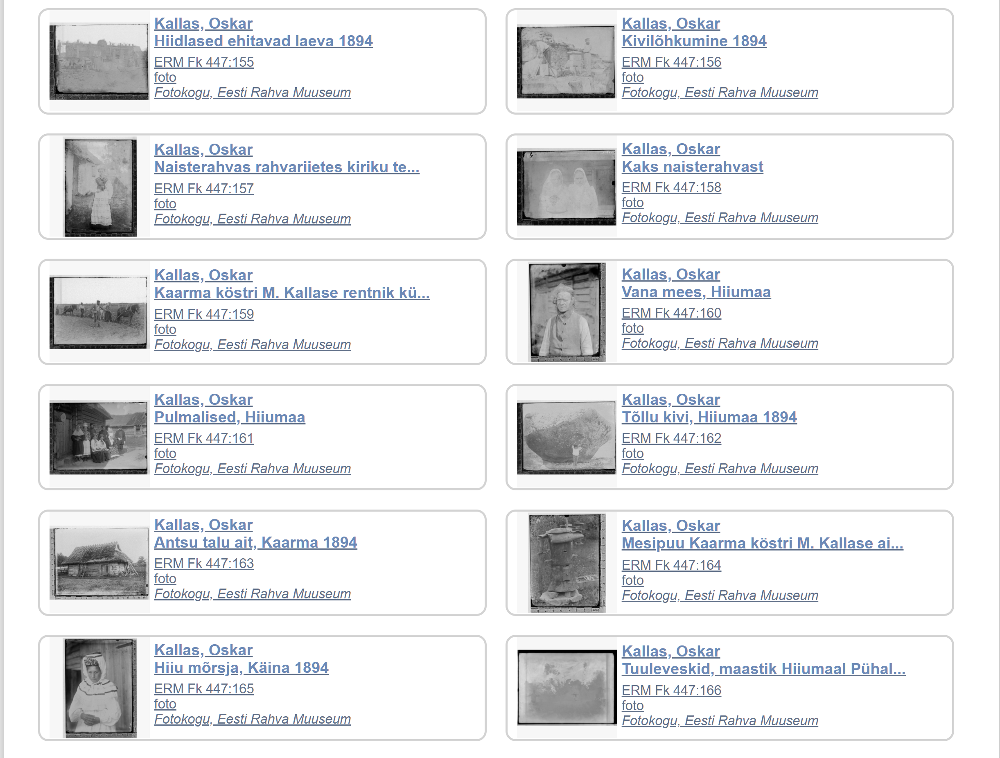 Kallas, Oskar
Hiidlased ehitavad laeva 1894
ERM Fk 447:155
foto
Fotokogu, Eesti Rahva Muuseum
Kallas, Oskar
Kivilõhkumine 1894
ERM Fk 447:156
foto
Fotokogu, Eesti Rahva Muuseum
Kallas, Oskar
Naisterahvas rahvariietes kiriku te...
ERM Fk 447:157
foto
Fotokogu, Eesti Rahva Muuseum
Kallas, Oskar
Kaks naisterahvast
ERM Fk 447:158
foto
Fotokogu, Eesti Rahva Muuseum
Kallas, Oskar
Kaarma köstri M. Kallase rentnik kü...
ERM Fk 447:159
foto
Fotokogu, Eesti Rahva Muuseum
Kallas, Oskar
Vana mees, Hiiumaa
ERM Fk 447:160
foto
Fotokogu, Eesti Rahva Muuseum
Kallas, Oskar
Pulmalised, Hiiumaa
ERM Fk 447:161
foto
Fotokogu, Eesti Rahva Muuseum
Kallas, Oskar
Tõllu kivi, Hiiumaa 1894
ERM Fk 447:162
foto
Fotokogu, Eesti Rahva Muuseum
Kallas, Oskar
Antsu talu ait, Kaarma 1894
ERM Fk 447:163
foto
Fotokogu, Eesti Rahva Muuseum
Kallas, Oskar
Mesipuu Kaarma köstri M. Kallase ai...
ERM Fk 447:164
foto
Fotokogu, Eesti Rahva Muuseum
Kallas, Oskar
Hiiu mõrsja, Käina 1894
ERM Fk 447:165
foto
Fotokogu, Eesti Rahva Muuseum
Kallas, Oskar
Tuuleveskid, maastik Hiiumaal Pühal...
ERM Fk 447:166
foto
Fotokogu, Eesti Rahva Muuseum